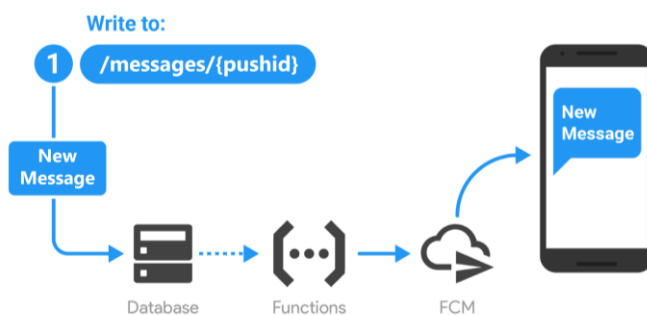 Write to:
1
/messages/{pushid}
New
Message
New
Message
Database
Functions
FCM